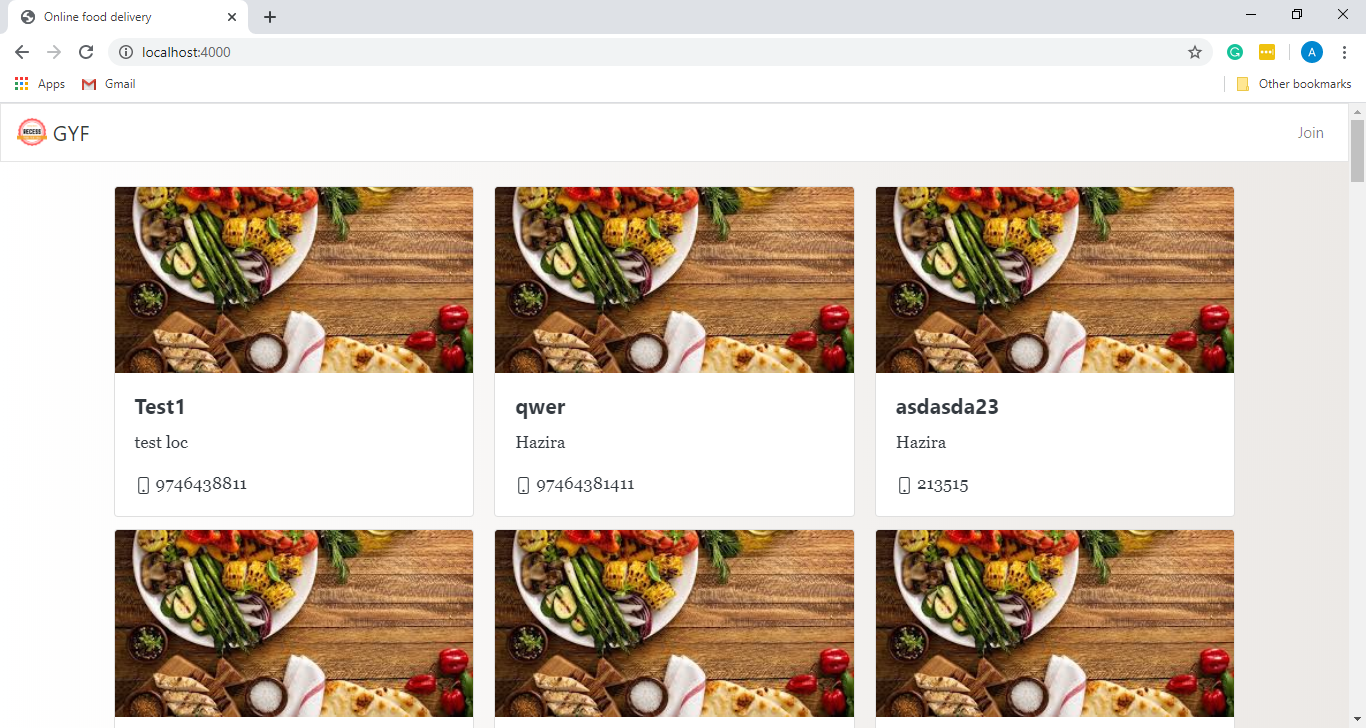 Online food delivery
localhost:4000
A
Apps
Gmail
Other bookmarks
RECESS
GYF
Join
Test1
qwer
asdasda23
test loc
Hazira
Hazira
9746438811
97464381411
213515